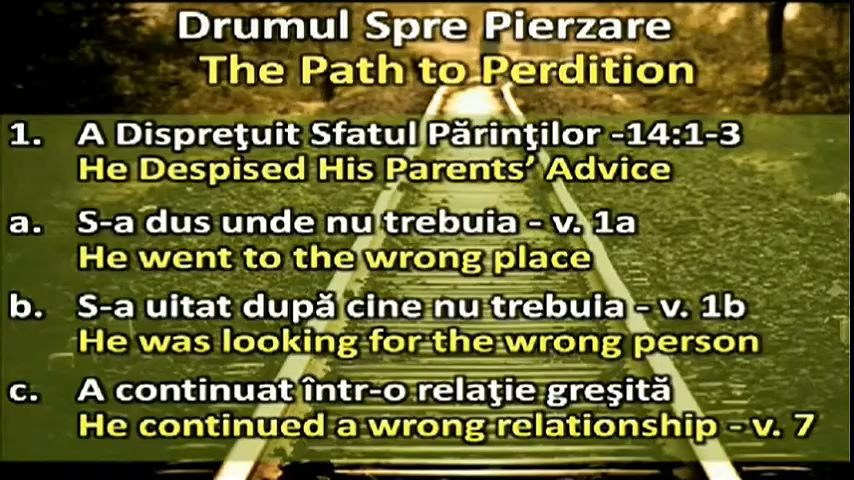 Drumul Spre Pierzare
The Path to Perdition
1. A Dispreţuit Sfatul Părinţilor -14:1-3
He Despised His Parents’ Advice
a. S-a dus unde nu trebuia - v. 1a
He went to the wrong place
b. S-a uitat după cine nu trebuia - v. 1b
He was looking for the wrong person
c. A continuat într-o relaţie greşită
He continued a wrong relationship - v. 7